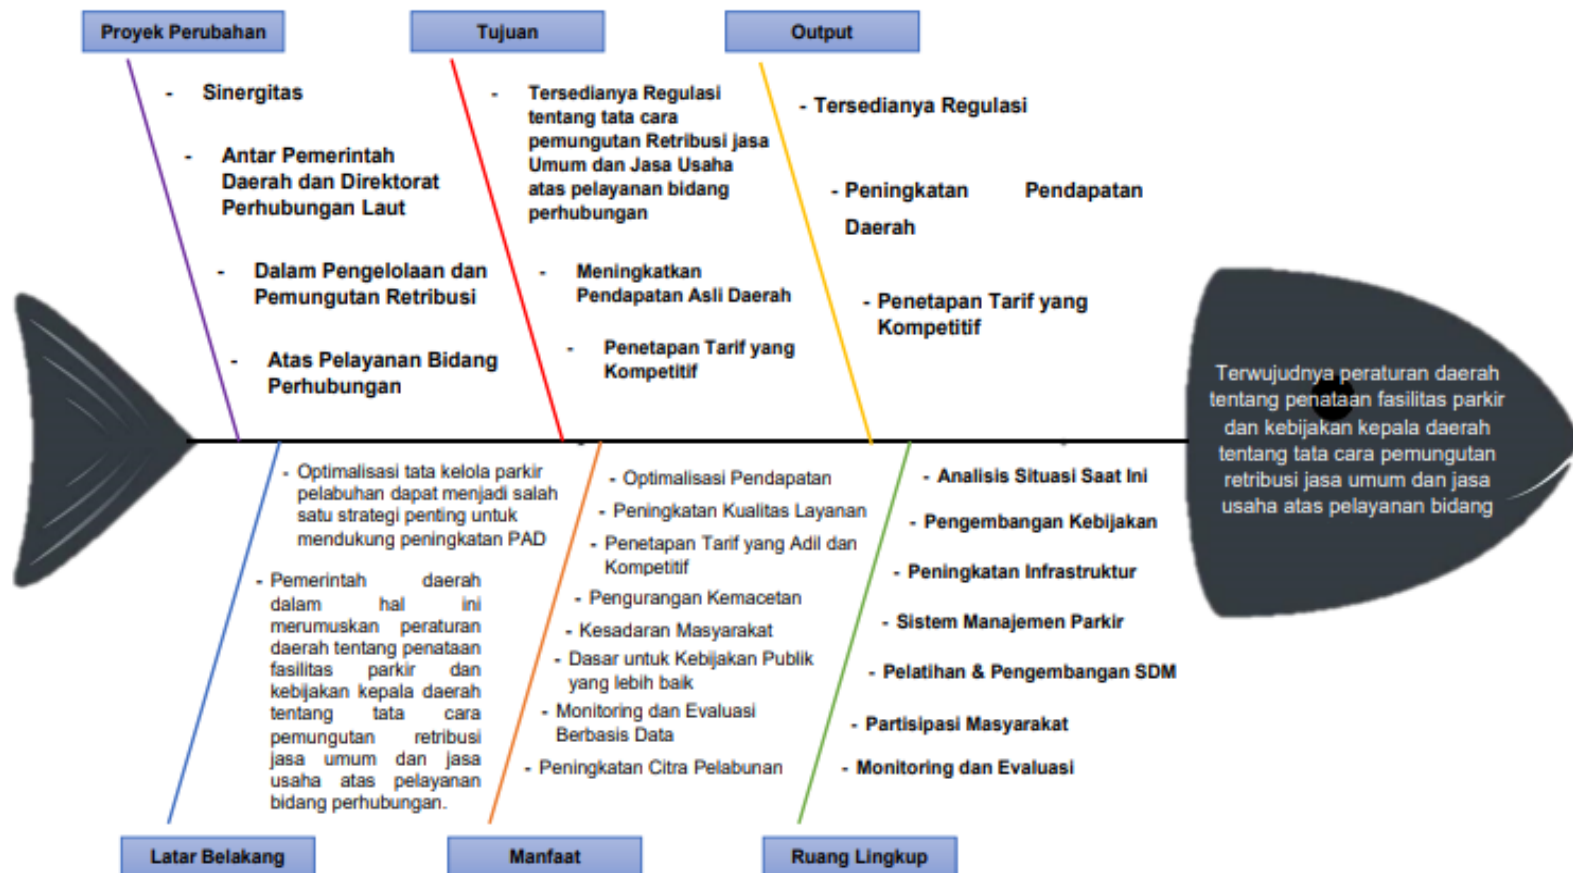 Proyek Perubahan
- Sinergitas
- Antar Pemerintah
Daerah dan Direktorat
Perhubungan Laut
- Dalam Pengelolaan dan
Pemungutan Retribusi
- Atas Pelayanan Bidang
Perhubungan
Tujuan
- Tersedianya Regulasi
tentang tata cara
pemungutan Retribusi jasa
Umum dan Jasa Usaha
atas pelayanan bidang
perhubungan
- Meningkatkan
Pendapatan Asli Daerah
- Penetapan Tarif yang
Kompetitif
Output
- Tersedianya Regulasi
- Peningkatan Pendapatan
Daerah
- Penetapan Tarif yang
Kompetitif
Terwujudnya peraturan daerah
tentang penataan fasilitas parkir
dan kebijakan kepala daerah
tentang tata cara pemungutan
retribusi jasa umum dan jasa
usaha atas pelayanan bidang
- Optimalisasi tata kelola parkir
pelabuhan dapat menjadi salah
satu strategi penting untuk
mendukung peningkatan PAD
- Pemerintah daerah
dalam hal ini
merumuskan peraturan
daerah tentang penataan
fasilitas parkir dan
kebijakan kepala daerah
tentang tata cara
pemungutan retribusi
jasa umum dan jasa
usaha atas pelayanan
bidang perhubungan.
Latar Belakang
- Optimalisasi Pendapatan
- Peningkatan Kualitas Layanan
- Penetapan Tarif yang Adil dan
Kompetitif
- Pengurangan Kemacetan
- Kesadaran Masyarakat
- Dasar untuk Kebijakan Publik
yang lebih baik
- Monitoring dan Evaluasi
Berbasis Data
- Peningkatan Citra Pelabunan
Manfaat
- Analisis Situasi Saat Ini
- Pengembangan Kebijakan
- Peningkatan Infrastruktur
- Sistem Manajemen Parkir
- Pelatihan & Pengembangan SDM
- Partisipasi Masyarakat
- Monitoring dan Evaluasi
Ruang Lingkup